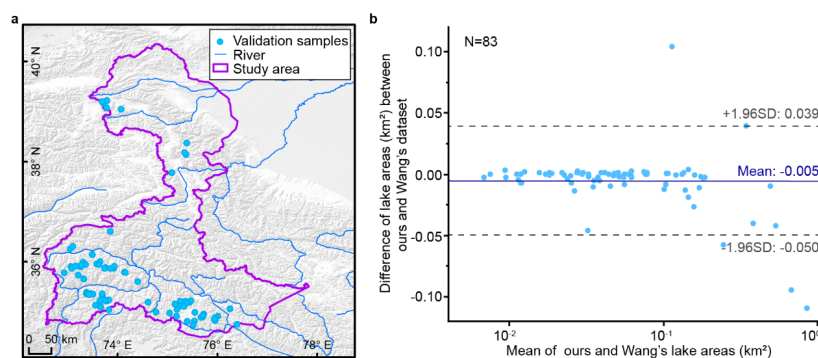 a
Validation samples
River
Study area
40° N
38° N
36° N
0 50 km
74° E
76° E
78° E
b
N=83
Difference of lake areas (km²) between
ours and Wang's dataset
0.10
0.05
0.00
-0.05
-0.10
+1.96SD: 0.039
Mean: -0.005
-1.96SD: -0.050
10⁻²
10⁻¹
10⁰
Mean of ours and Wang's lake areas (km²)